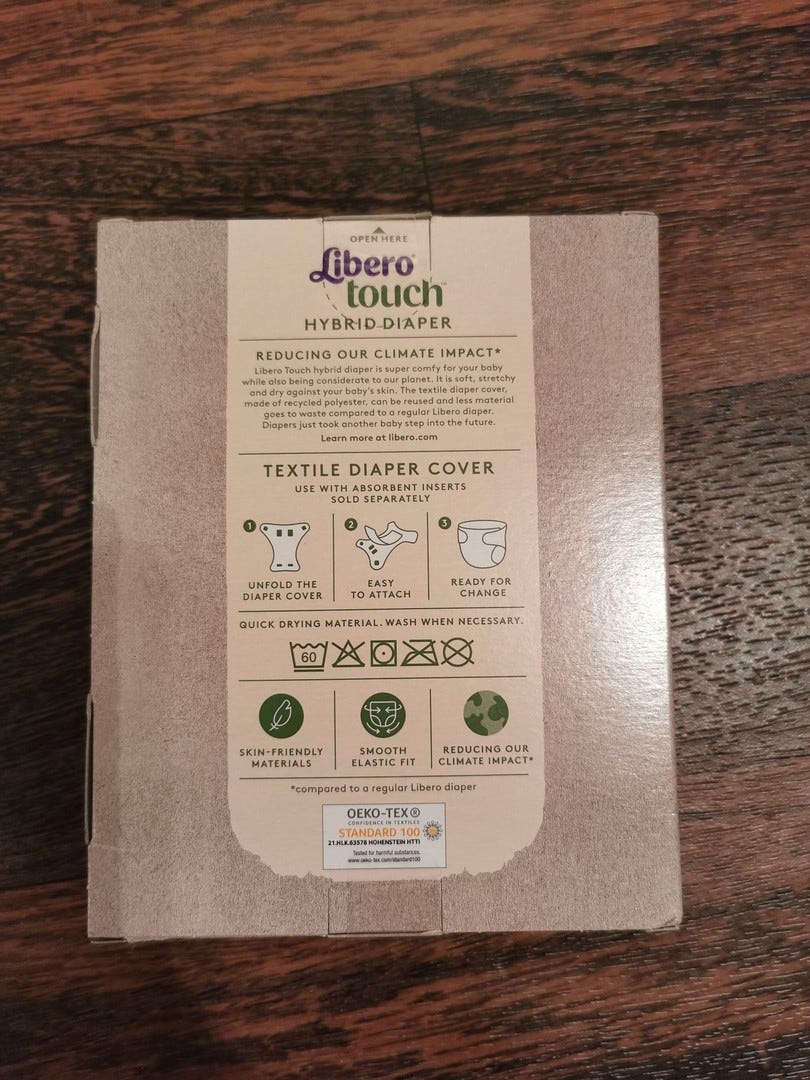 OPEN HERE
Libero
touch™
HYBRID DIAPER
REDUCING OUR CLIMATE IMPACT*
Libero Touch hybrid diaper is super comfy for your baby
while also being considerate to our planet. It is soft, stretchy
and dry against your baby's skin. The textile diaper cover,
made of recycled polyester, can be reused and less material
goes to waste compared to a regular Libero diaper.
Diapers just took another baby step into the future.
Learn more at libero.com
TEXTILE DIAPER COVER
USE WITH ABSORBENT INSERTS
SOLD SEPARATELY
1
2
3
UNFOLD THE
DIAPER COVER
EASY
TO ATTACH
READY FOR
CHANGE
QUICK DRYING MATERIAL. WASH WHEN NECESSARY.
60
SKIN-FRIENDLY
MATERIALS
SMOOTH
ELASTIC FIT
REDUCING OUR
CLIMATE IMPACT*
*compared to a regular Libero diaper
OEKO-TEX®
CONFIDENCE IN TEXTILES
STANDARD 100
21.HLK.63578 HOHENSTEIN HTTI
Tested for harmful substances.
www.oeko-tex.com/standard100